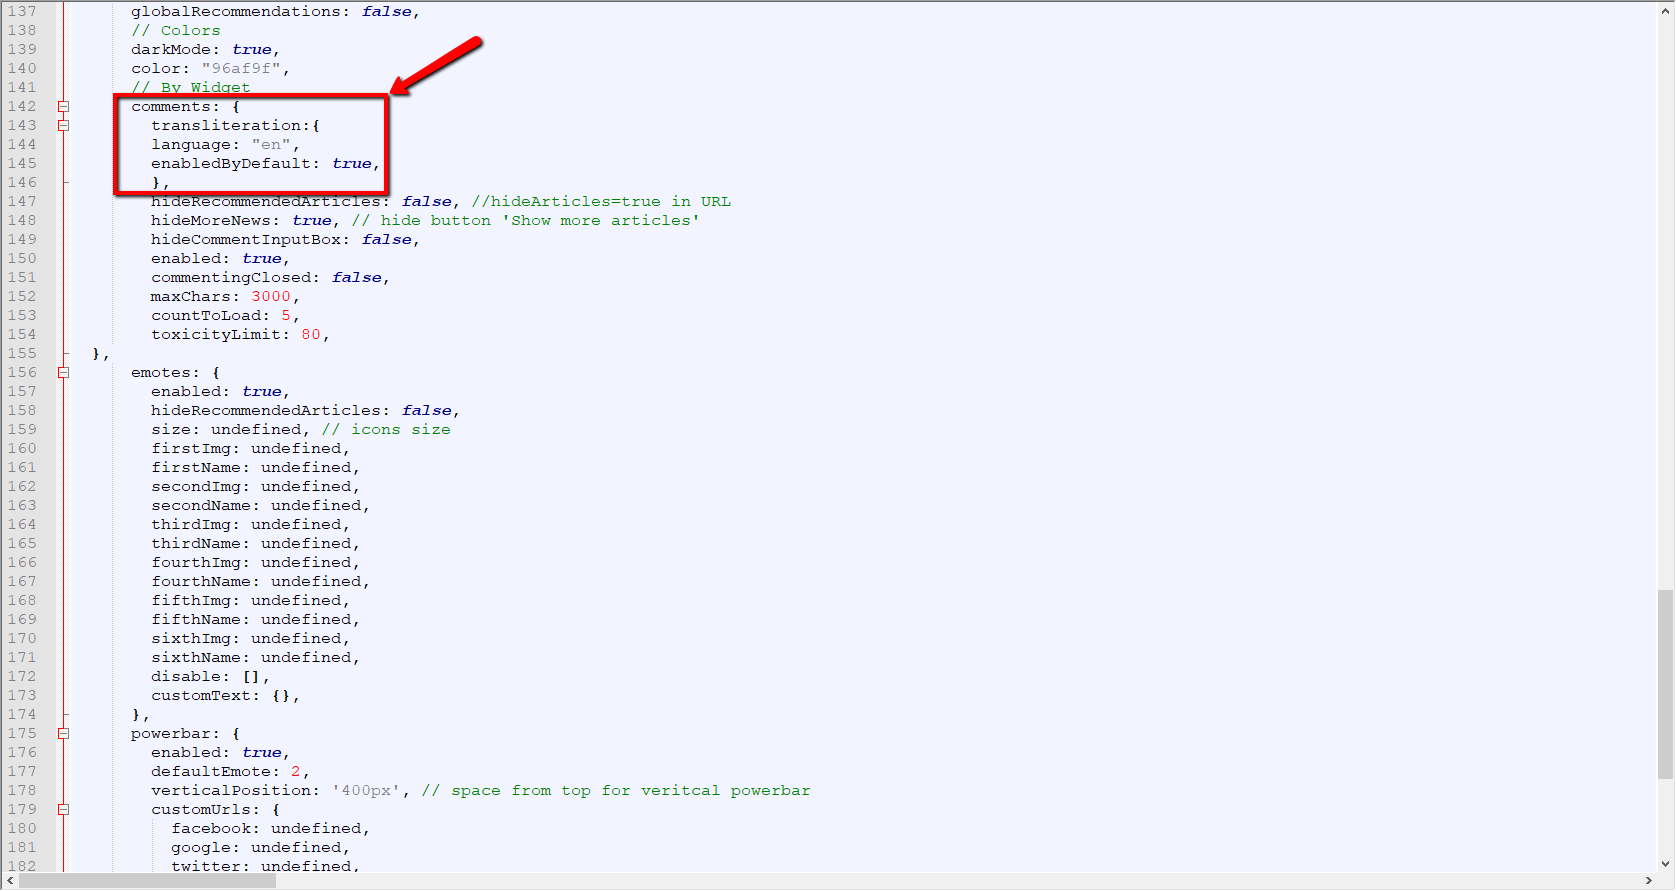 137 globalRecommendations: false,
138 // Colors
139 darkMode: true,
140 color: "96af9f",
141 // By Widget
142 comments: {
143 transliteration:{
144 language: "en",
145 enabledByDefault: true,
146 },
147 hideRecommendedArticles: false, //hideArticles=true in URL
148 hideMoreNews: true, // hide button 'Show more articles'
149 hideCommentInputBox: false,
150 enabled: true,
151 commentingClosed: false,
152 maxChars: 3000,
153 countToLoad: 5,
154 toxicityLimit: 80,
155 },
156 emotes: {
157 enabled: true,
158 hideRecommendedArticles: false,
159 size: undefined, // icons size
160 firstImg: undefined,
161 firstName: undefined,
162 secondImg: undefined,
163 secondName: undefined,
164 thirdImg: undefined,
165 thirdName: undefined,
166 fourthImg: undefined,
167 fourthName: undefined,
168 fifthImg: undefined,
169 fifthName: undefined,
170 sixthImg: undefined,
171 sixthName: undefined,
172 disable: [],
173 customText: {},
174 },
175 powerbar: {
176 enabled: true,
177 defaultEmote: 2,
178 verticalPosition: '400px', // space from top for veritcal powerbar
179 customUrls: {
180 facebook: undefined,
181 google: undefined,
182 twitter: undefined,